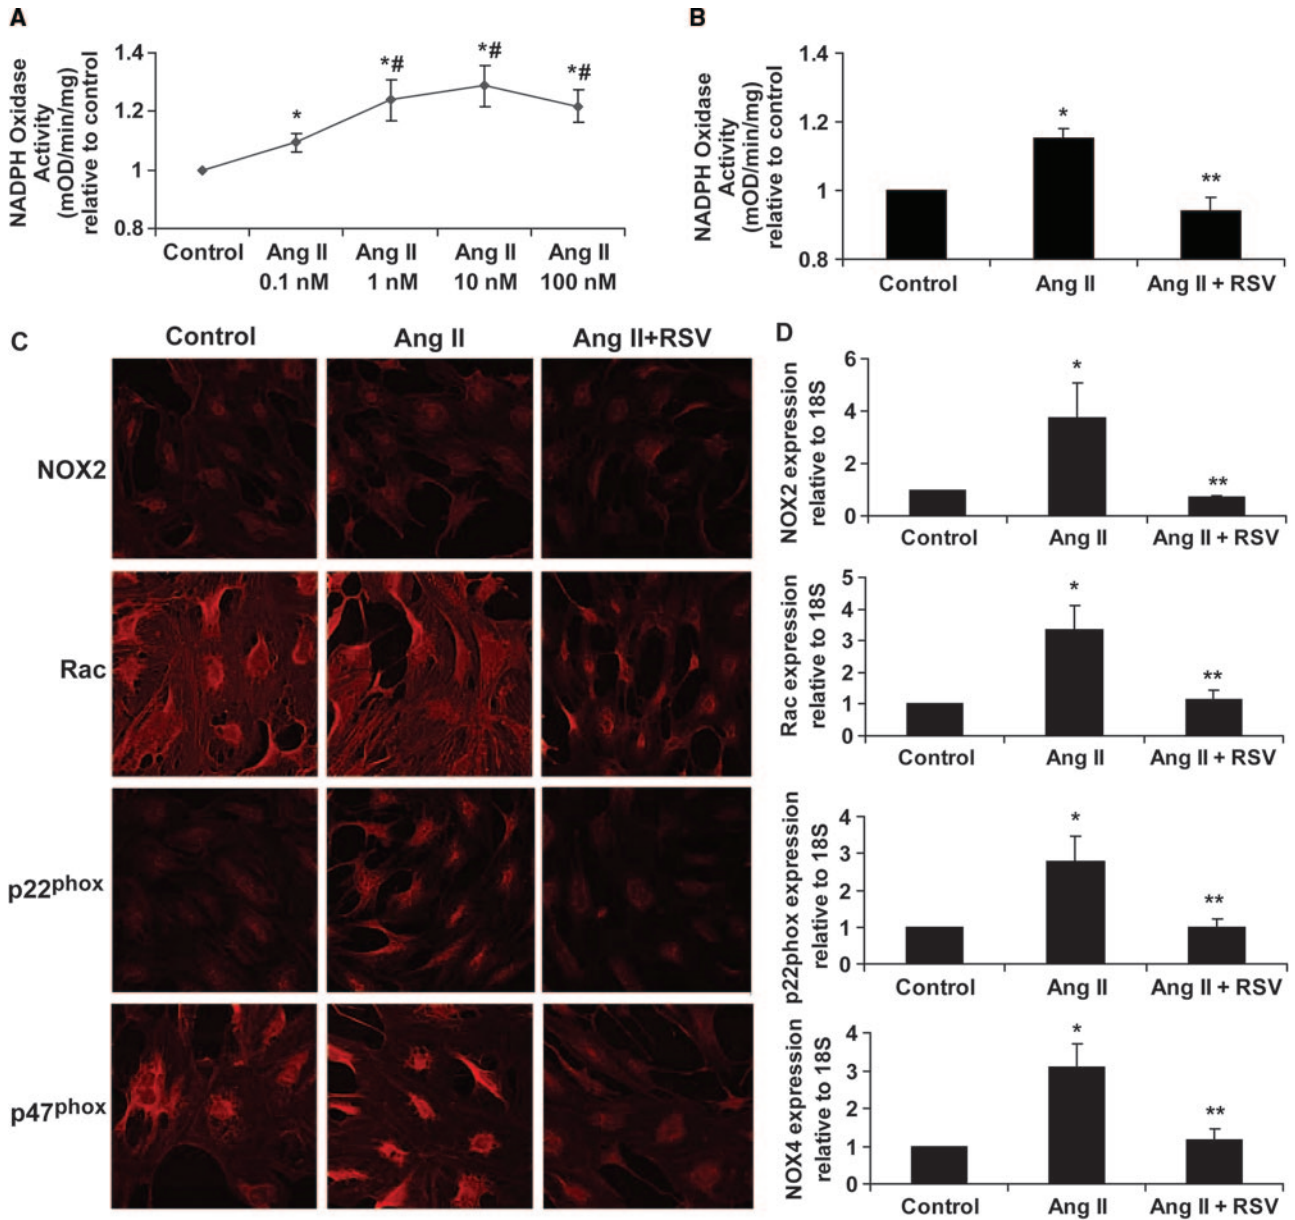 A
NADPH Oxidase
Activity
(mOD/min/mg)
relative to control
1.4
1.2
1
0.8
*
*#
*#
*#
Control
Ang II
0.1 nM
Ang II
1 nM
Ang II
10 nM
Ang II
100 nM
B
NADPH Oxidase
Activity
(mOD/min/mg)
relative to control
1.4
1.2
1
0.8
*
**
Control
Ang II
Ang II + RSV
C
Control
Ang II
Ang II+RSV
NOX2
Rac
p22phox
p47phox
D
NOX2 expression
relative to 18S
6
4
2
0
*
**
Control
Ang II
Ang II + RSV
Rac expression
relative to 18S
5
4
3
2
1
0
*
**
Control
Ang II
Ang II + RSV
p22phox expression
relative to 18S
4
3
2
1
0
*
**
Control
Ang II
Ang II + RSV
NOX4 expression
relative to 18S
4
3
2
1
0
*
**
Control
Ang II
Ang II + RSV